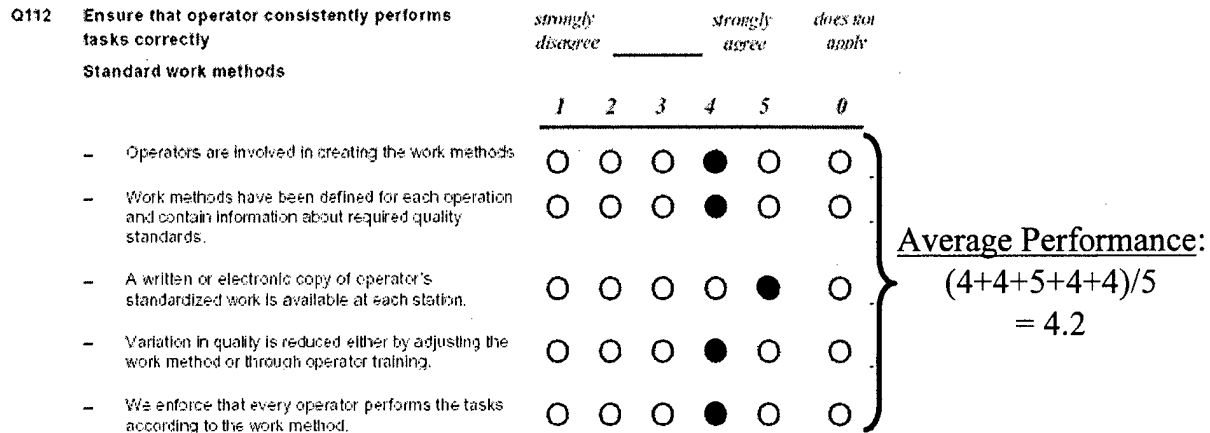 Q112 Ensure that operator consistently performs
tasks correctly
Standard work methods
strongly disagree
strongly agree
does not apply
1 2 3 4 5 0
– Operators are involved in creating the work methods
– Work methods have been defined for each operation
and contain information about required quality
standards.
– A written or electronic copy of operator's
standardized work is available at each station.
– Variation in quality is reduced either by adjusting the
work method or through operator training.
– We enforce that every operator performs the tasks
according to the work method.
Average Performance:
(4+4+5+4+4)/5
= 4.2